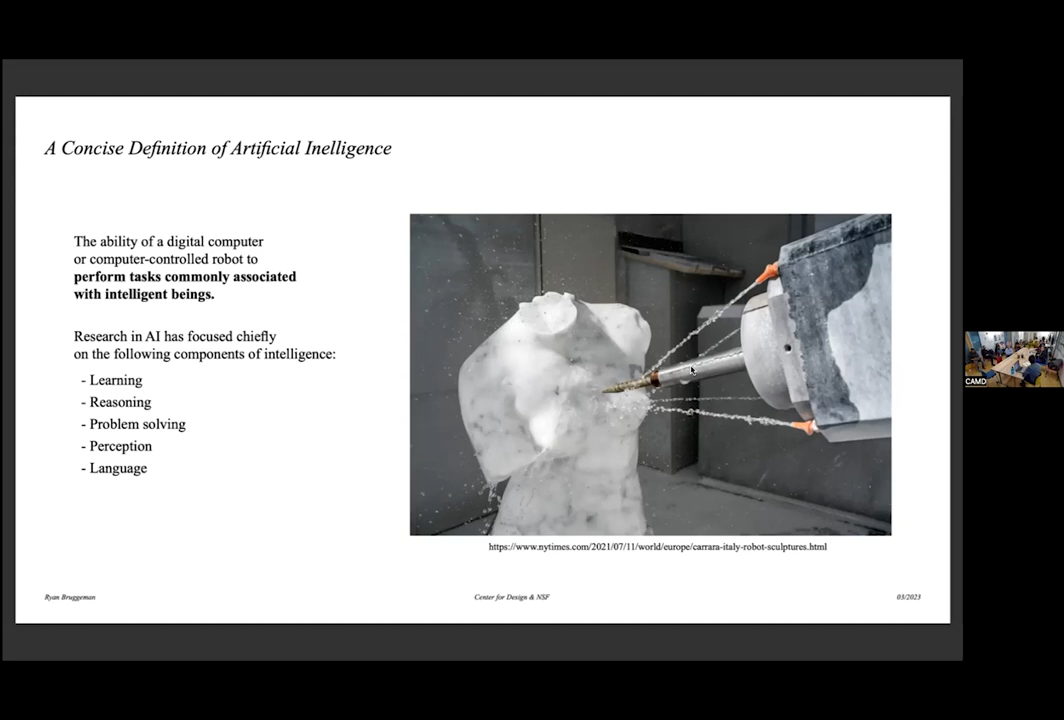 A Concise Definition of Artificial Inelligence
The ability of a digital computer
or computer-controlled robot to
perform tasks commonly associated
with intelligent beings.
Research in AI has focused chiefly
on the following components of intelligence:
- Learning
- Reasoning
- Problem solving
- Perception
- Language
https://www.nytimes.com/2021/07/11/world/europe/carrara-italy-robot-sculptures.html
Ryan Bruggeman
Center for Design & NSF
03/2023
CAMD